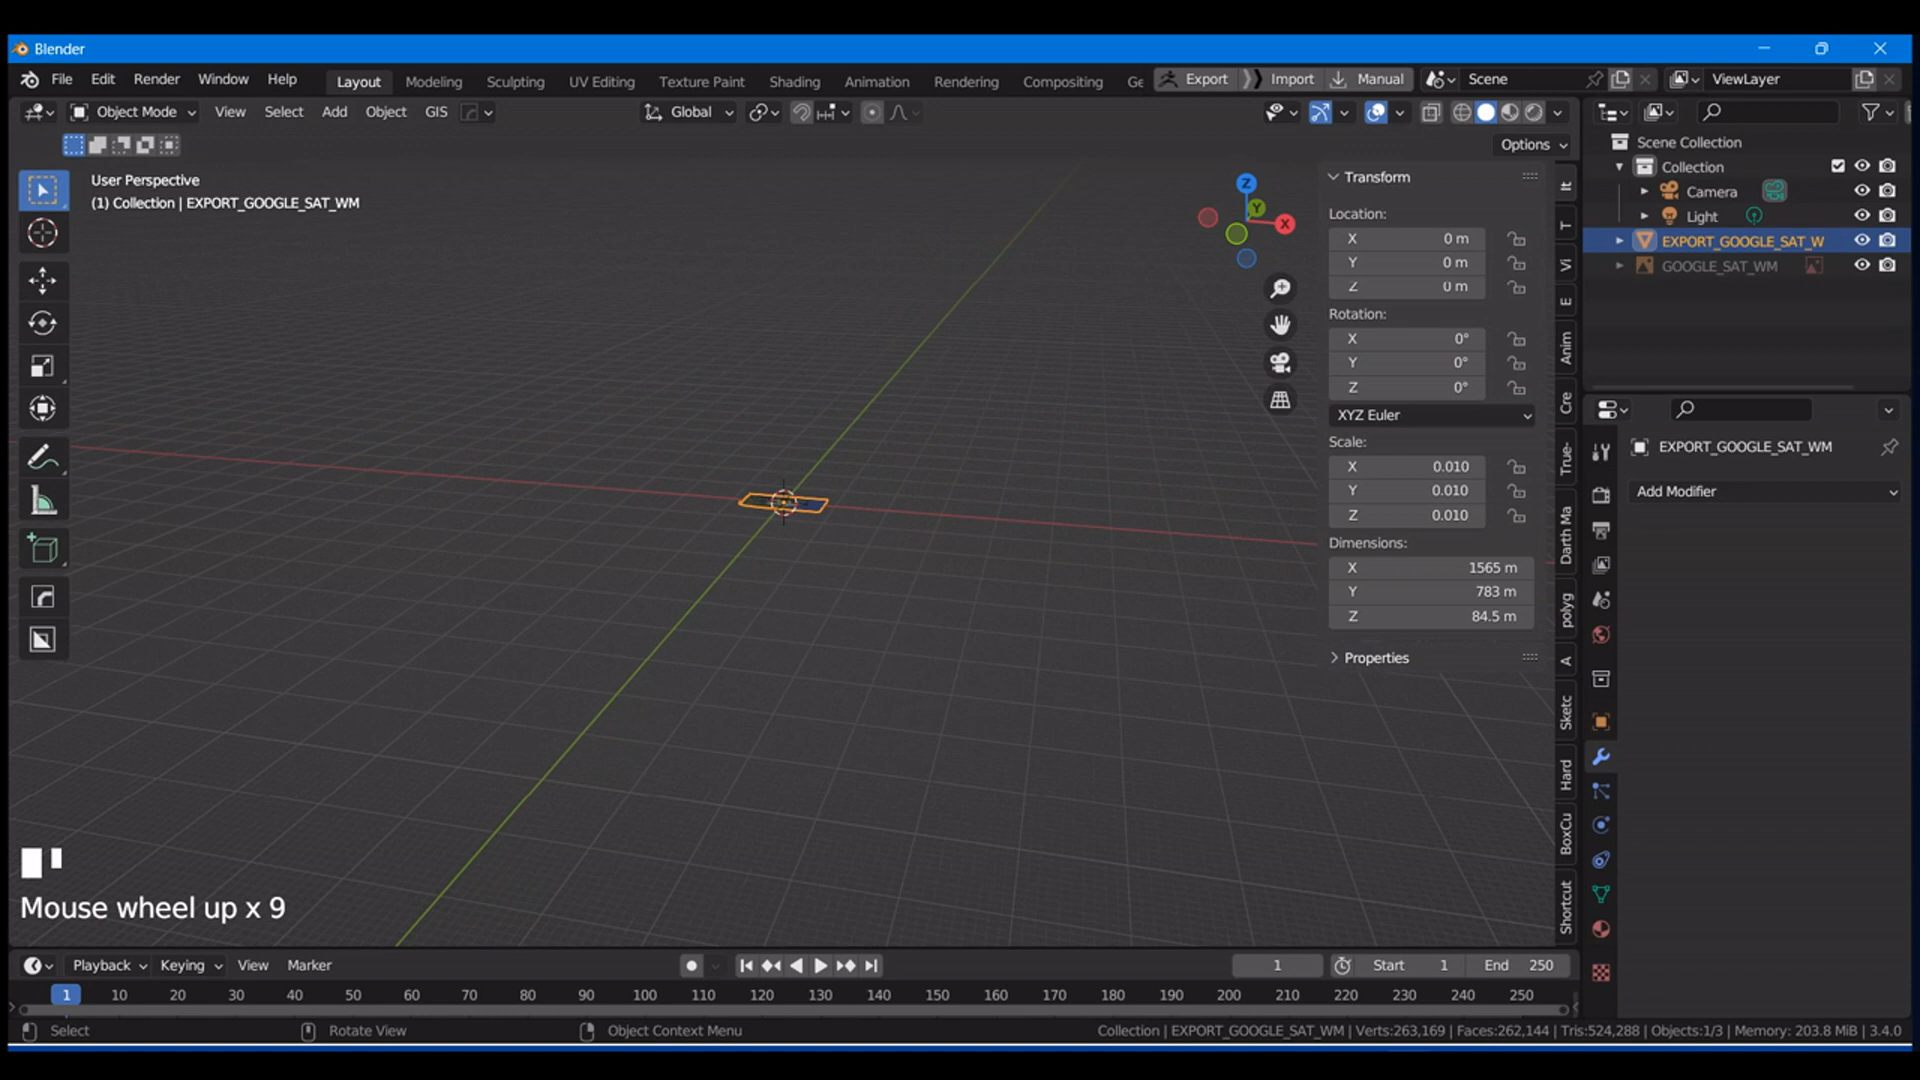 Blender
File Edit Render Window Help Layout Modeling Sculpting UV Editing Texture Paint Shading Animation Rendering Compositing Ge Export Import Manual Scene ViewLayer
Object Mode View Select Add Object GIS Global
Options
User Perspective
(1) Collection | EXPORT_GOOGLE_SAT_WM
Z
Y
X
Transform
Location:
X 0 m
Y 0 m
Z 0 m
Rotation:
X 0°
Y 0°
Z 0°
XYZ Euler
Scale:
X 0.010
Y 0.010
Z 0.010
Dimensions:
X 1565 m
Y 783 m
Z 84.5 m
Properties
It
T
Vi
E
Anim
Cre
True-
Darth Ma
polyg
A
Sketc
Hard
BoxCu
Shortcut
Scene Collection
Collection
Camera
Light
EXPORT_GOOGLE_SAT_W
GOOGLE_SAT_WM
EXPORT_GOOGLE_SAT_WM
Add Modifier
Mouse wheel up x 9
Playback Keying View Marker 1 Start 1 End 250
1 10 20 30 40 50 60 70 80 90 100 110 120 130 140 150 160 170 180 190 200 210 220 230 240 250
Select Rotate View Object Context Menu Collection | EXPORT_GOOGLE_SAT_WM | Verts:263,169 | Faces:262,144 | Tris:524,288 | Objects:1/3 | Memory: 203.8 MiB | 3.4.0